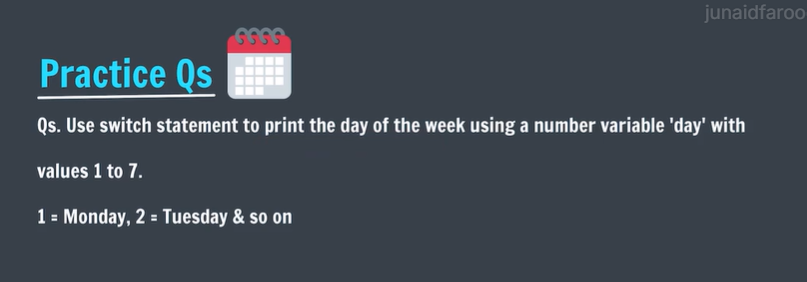 junaidfaroo
Practice Qs
Qs. Use switch statement to print the day of the week using a number variable 'day' with
values 1 to 7.
1 = Monday, 2 = Tuesday & so on